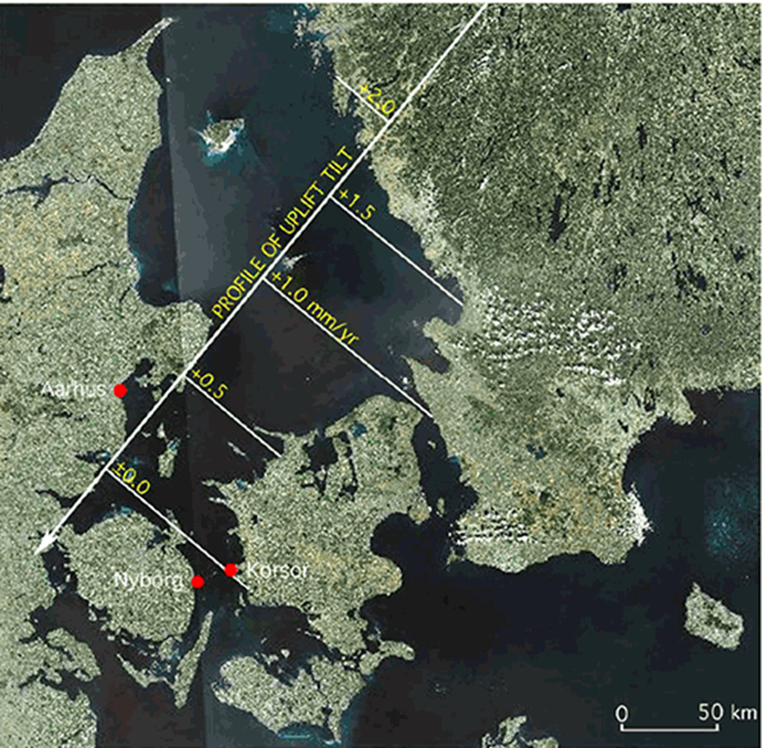 +2.0
+1.5
PROFILE OF UPLIFT TILT
+1.0 mm/yr
+0.5
Aarhus
±0.0
Nyborg
Korsor
0 50 km